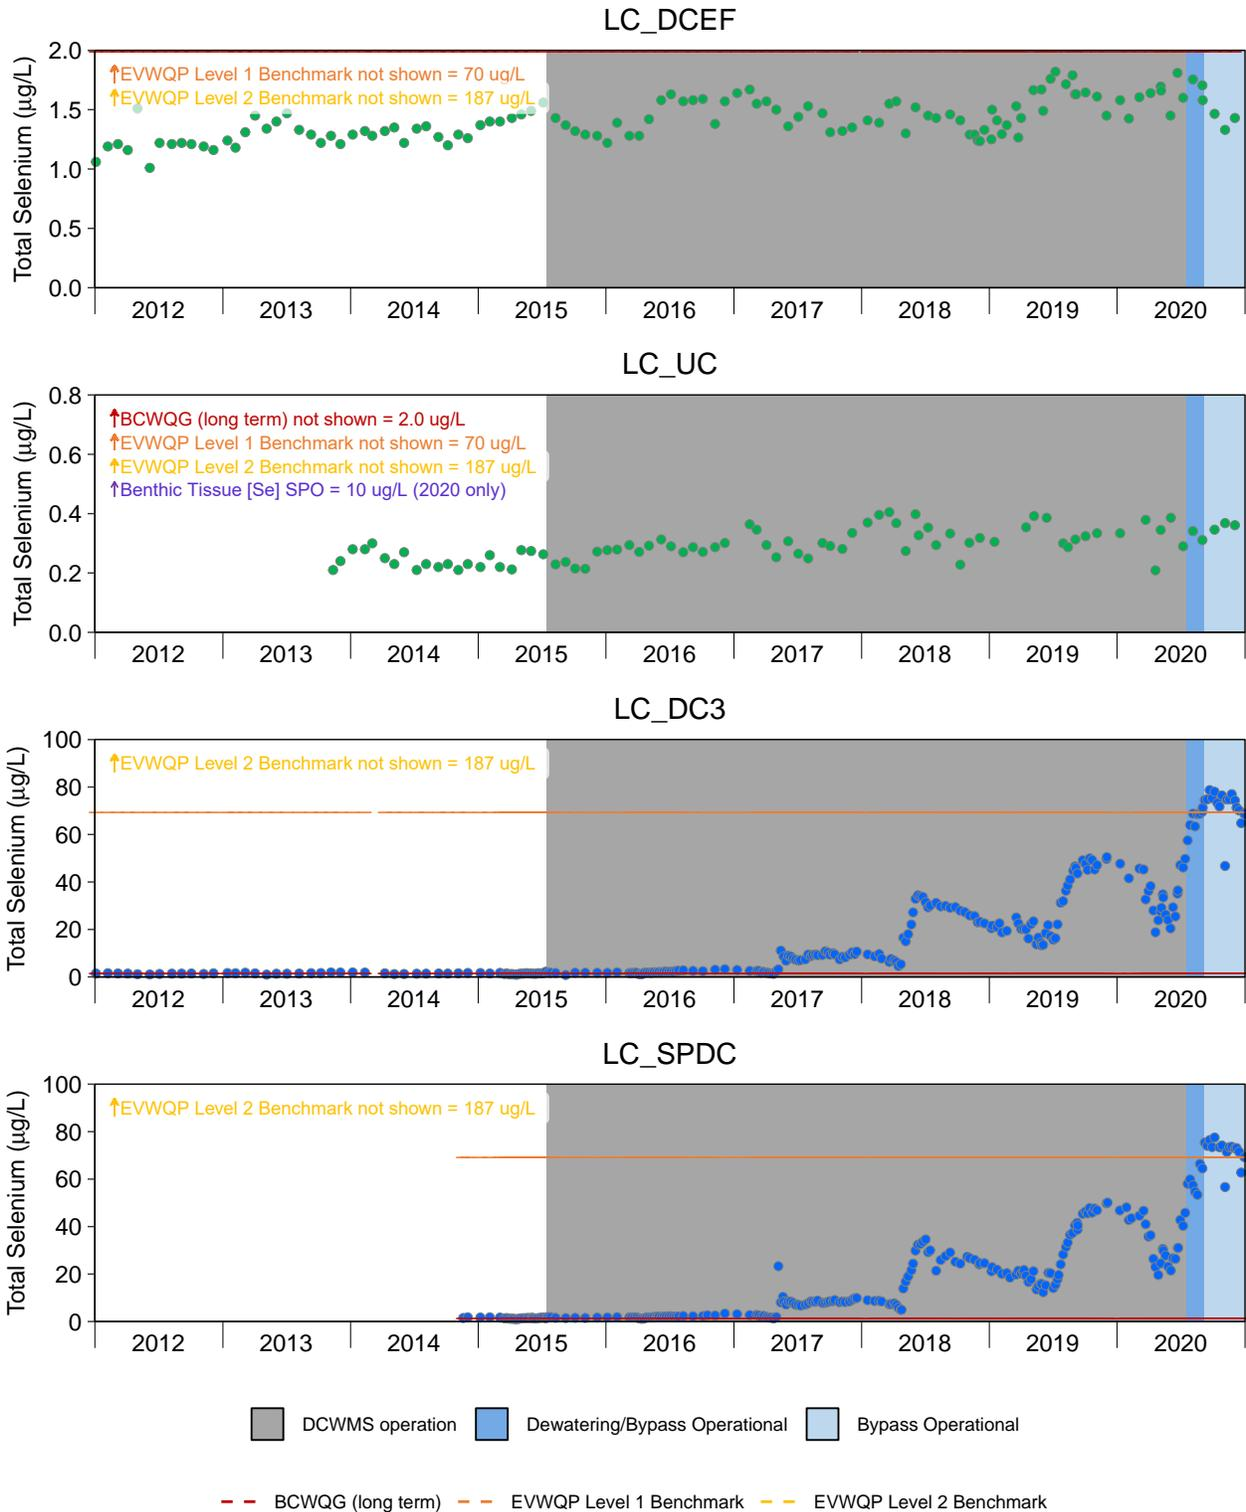 LC_DCEF
Total Selenium (µg/L)
2.0
1.5
1.0
0.5
0.0
↑EVWQP Level 1 Benchmark not shown = 70 ug/L
↑EVWQP Level 2 Benchmark not shown = 187 ug/L
2012 2013 2014 2015 2016 2017 2018 2019 2020
LC_UC
Total Selenium (µg/L)
0.8
0.6
0.4
0.2
0.0
↑BCWQG (long term) not shown = 2.0 ug/L
↑EVWQP Level 1 Benchmark not shown = 70 ug/L
↑EVWQP Level 2 Benchmark not shown = 187 ug/L
↑Benthic Tissue [Se] SPO = 10 ug/L (2020 only)
2012 2013 2014 2015 2016 2017 2018 2019 2020
LC_DC3
Total Selenium (µg/L)
100
80
60
40
20
0
↑EVWQP Level 2 Benchmark not shown = 187 ug/L
2012 2013 2014 2015 2016 2017 2018 2019 2020
LC_SPDC
Total Selenium (µg/L)
100
80
60
40
20
0
↑EVWQP Level 2 Benchmark not shown = 187 ug/L
2012 2013 2014 2015 2016 2017 2018 2019 2020
DCWMS operation Dewatering/Bypass Operational Bypass Operational
BCWQG (long term) EVWQP Level 1 Benchmark EVWQP Level 2 Benchmark